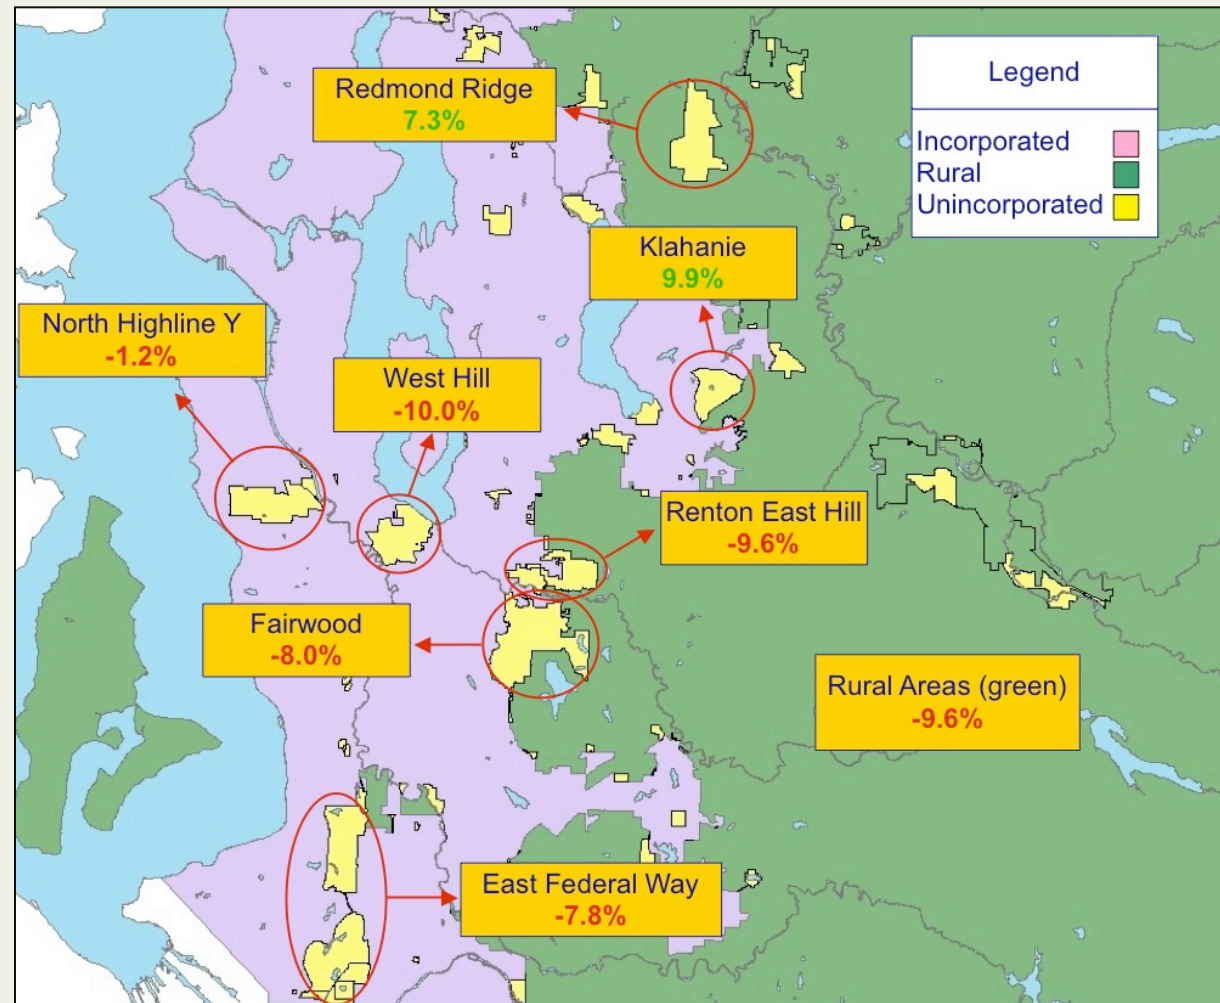 Legend
Incorporated
Rural
Unincorporated
Redmond Ridge
7.3%
Klahanie
9.9%
North Highline Y
-1.2%
West Hill
-10.0%
Renton East Hill
-9.6%
Fairwood
-8.0%
Rural Areas (green)
-9.6%
East Federal Way
-7.8%